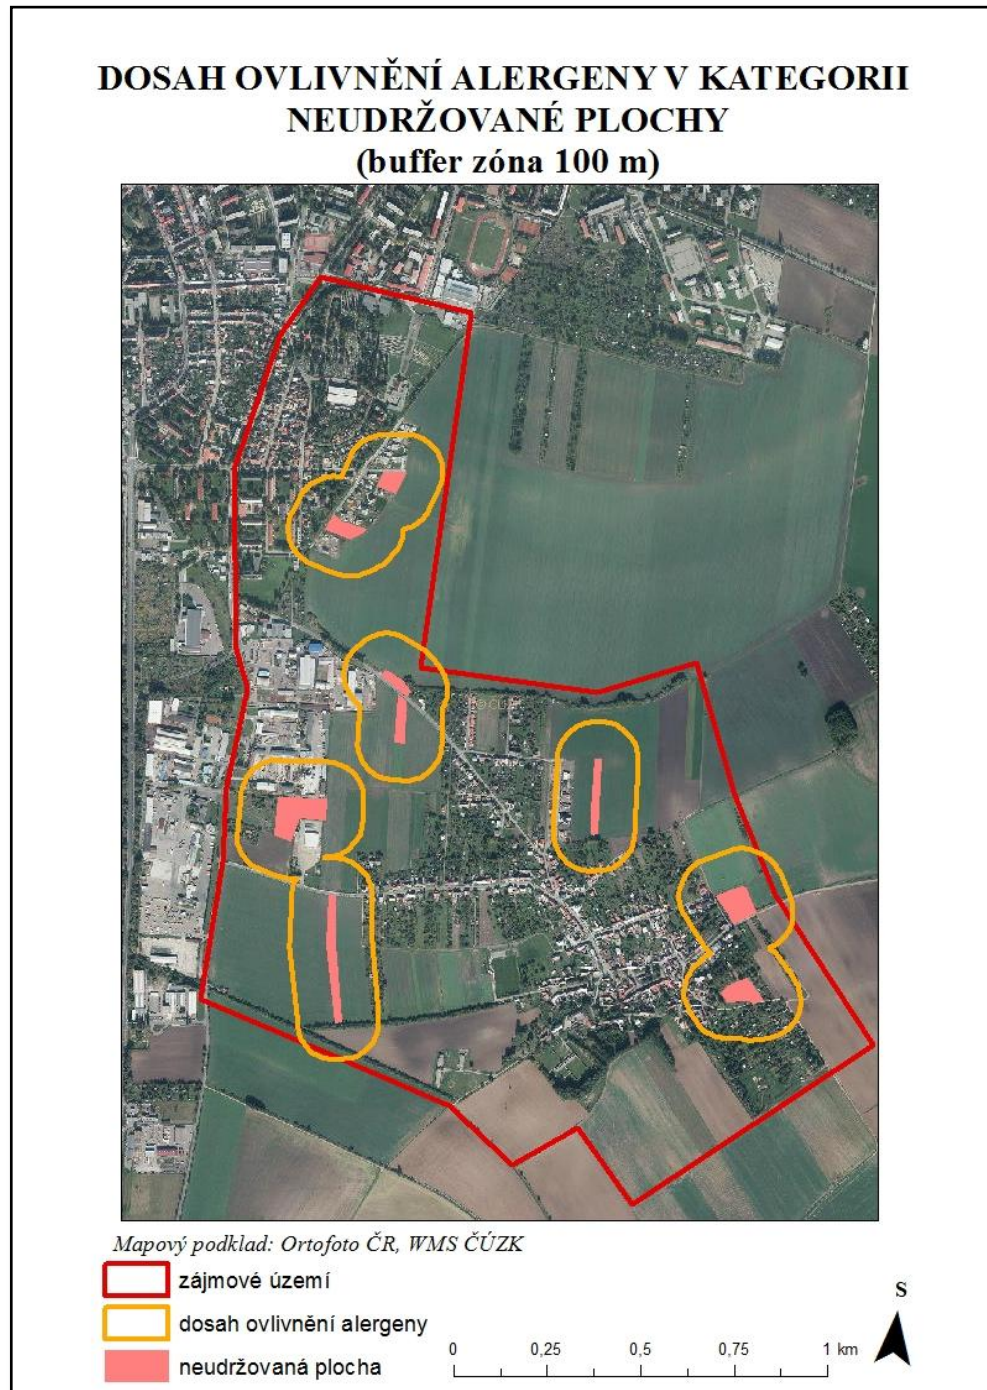 DOSAH OVLIVNĚNÍ ALERGENY V KATEGORII
NEUDRŽOVANÉ PLOCHY
(buffer zóna 100 m)
Mapový podklad: Ortofoto ČR, WMS ČÚZK
zájmové území
dosah ovlivnění alergeny
neudržovaná plocha
S
0 0,25 0,5 0,75 1 km